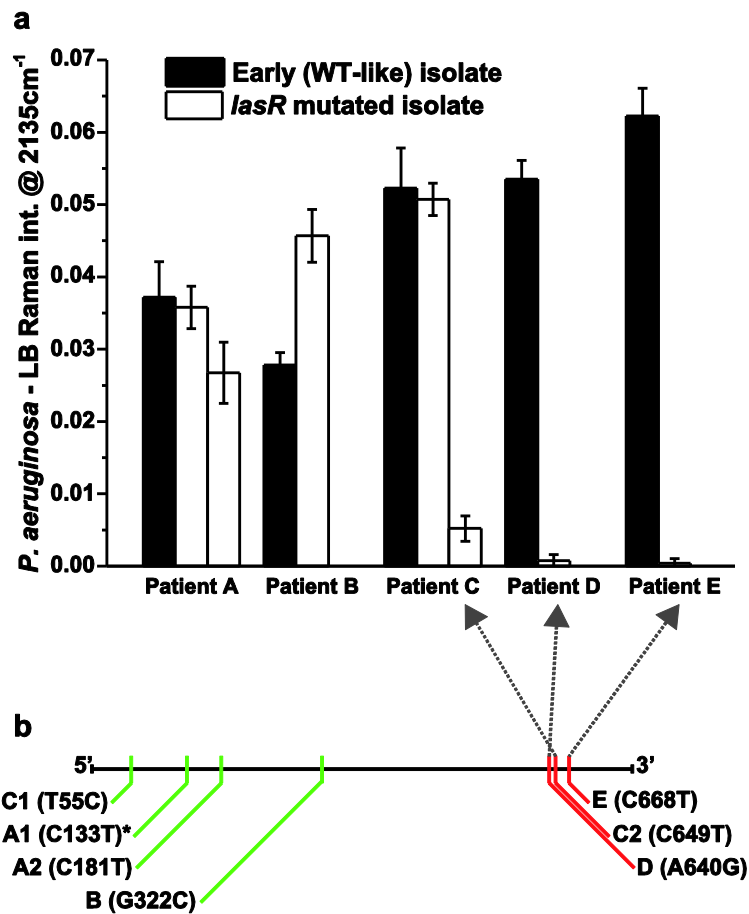 a
P. aeruginosa - LB Raman int. @ 2135cm-1
0.07
0.06
0.05
0.04
0.03
0.02
0.01
0.00
Early (WT-like) isolate
lasR mutated isolate
Patient A
Patient B
Patient C
Patient D
Patient E
b
5'
3'
C1 (T55C)
A1 (C133T)*
A2 (C181T)
B (G322C)
E (C668T)
C2 (C649T)
D (A640G)